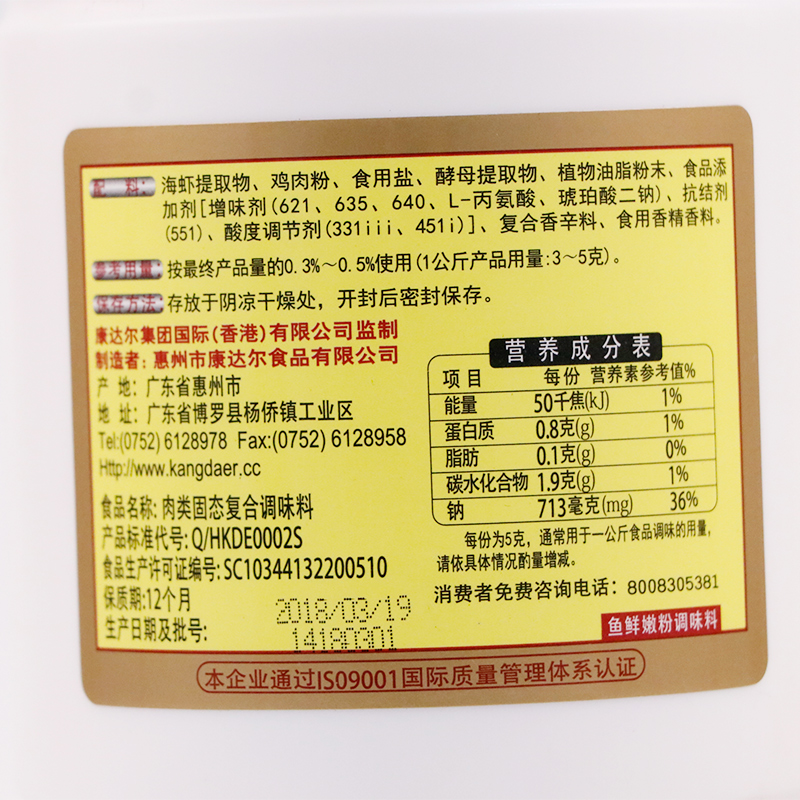 配 料: 海虾提取物、鸡肉粉、食用盐、酵母提取物、植物油脂粉末、食品添
加剂[增味剂(621、635、640、L-丙氨酸、琥珀酸二钠)、抗结剂
(551)、酸度调节剂(331iii、451i)]、复合香辛料、食用香精香料。
参考用量: 按最终产品量的0.3%~0.5%使用(1公斤产品用量:3~5克)。
保存方法: 存放于阴凉干燥处，开封后密封保存。
康达尔集团国际(香港)有限公司监制
制造者: 惠州市康达尔食品有限公司
产 地: 广东省惠州市
地 址: 广东省博罗县杨侨镇工业区
Tel:(0752) 6128978 Fax:(0752) 6128958
Http://www.kangdaer.cc
食品名称: 肉类固态复合调味料
产品标准代号: Q/HKDE0002S
食品生产许可证编号: SC10344132200510
保质期:12个月
生产日期及批号:
2018/03/19
14180301
营养成分表
项目 每份 营养素参考值%
能量 50千焦(kJ) 1%
蛋白质 0.8克(g) 1%
脂肪 0.1克(g) 0%
碳水化合物 1.9克(g) 1%
钠 713毫克(mg) 36%
每份为5克，通常用于一公斤食品调味的用量，
请依具体情况酌量增减。
消费者免费咨询电话: 8008305381
鱼鲜嫩粉调味料
本企业通过ISO9001国际质量管理体系认证